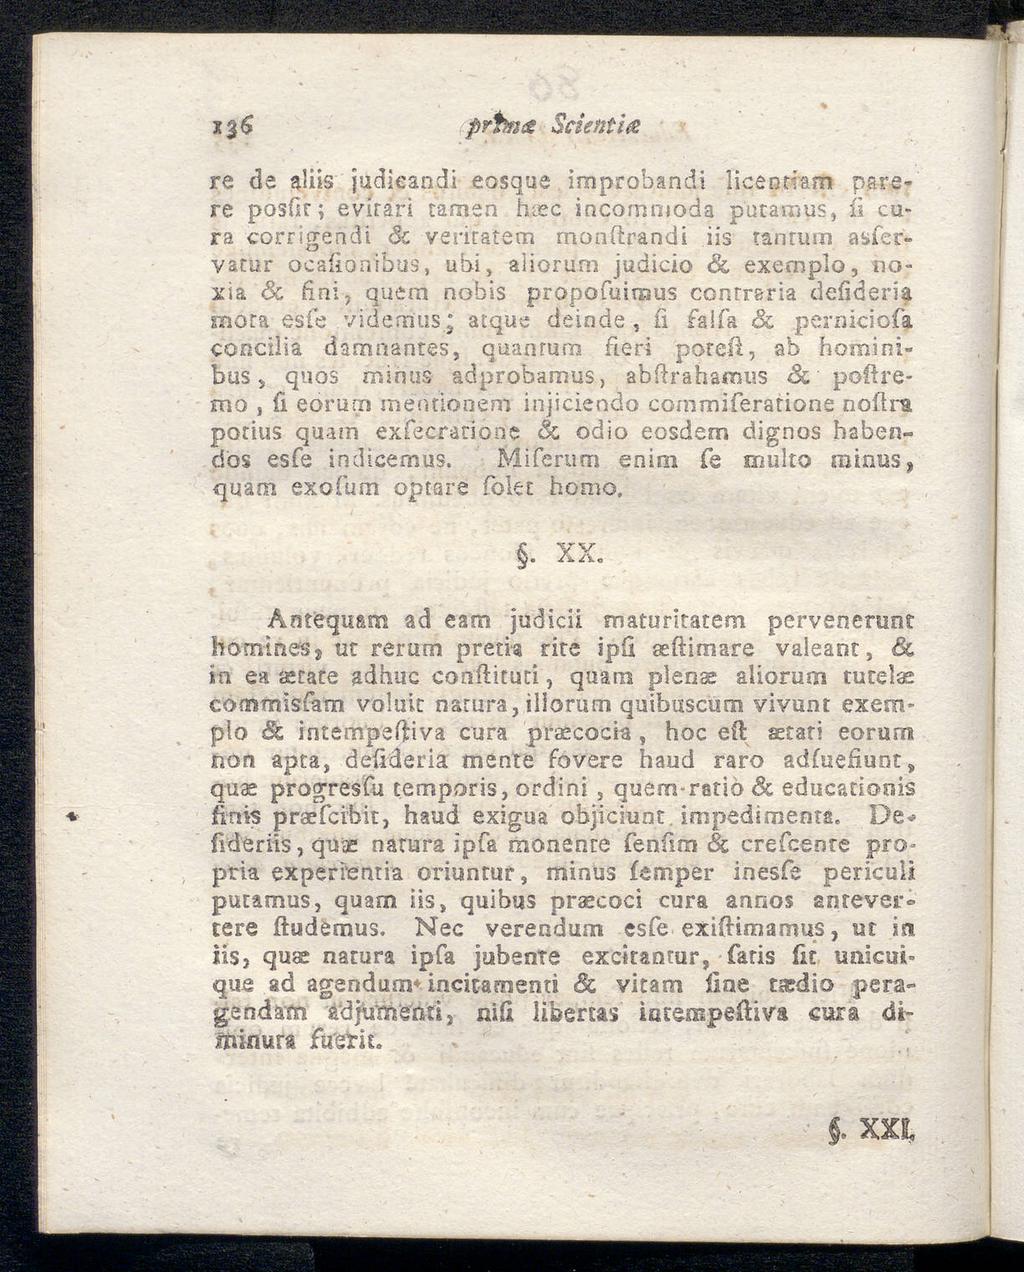 136 primæ Scientiæ
re de aliis judicandi eosque improbandi licentiam pare-
re posſit; evitari tamen hæc incommoda putamus, ſi cu-
ra corrigendi & veritatem monſtrandi iis tantum asſer-
vatur ocaſionibus, ubi, aliorum judicio & exemplo, no-
xia & fini, quem nobis propoſuimus contraria deſideria
mota esſe videmus; atque deinde, ſi falſa & pernicioſa
concilia damnantes, quantum fieri poteſt, ab homini-
bus, quos minus adprobamus, abſtrahamus & poſtre-
mo, ſi eorum mentionem injiciendo commiſeratione noſtra
potius quam exſecratione & odio eosdem dignos haben-
dos esſe indicemus. Miſerum enim ſe multo minus,
quam exoſum optare ſolet homo.
§. XX.
Antequam ad eam judicii maturitatem pervenerunt
homines, ut rerum pretia rite ipſi æſtimare valeant, &
in ea ætate adhuc conſtituti, quam plenæ aliorum tutelæ
commisſam voluit natura, illorum quibuscum vivunt exem-
plo & intempeſtiva cura præcocia, hoc eſt ætati eorum
non apta, deſideria mente fovere haud raro adſueſiunt,
quæ progresſu temporis, ordini, quem ratiò & educationis
finis præſcibit, haud exigua objiciunt impedimenta. De-
ſideriis, quæ natura ipſa monente ſenſim & creſcente pro-
pria experientia oriuntur, minus ſemper inesſe periculi
putamus, quam iis, quibus præcoci cura annos antever-
tere ſtudemus. Nec verendum esſe exiſtimamus, ut in
iis, quæ natura ipſa jubente excitantur, ſatis ſit unicui-
que ad agendum incitamenti & vitam ſine tædio pera-
gendam adjumenti, niſi libertas intempeſtiva cura di-
minuta fuerit.
§. XXI.